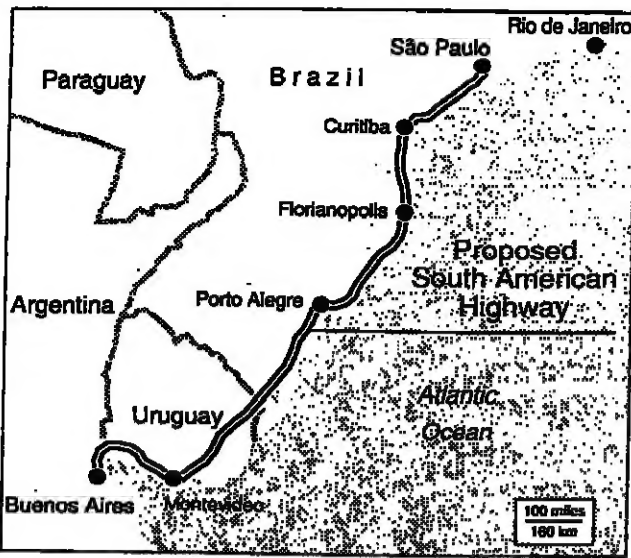 Rio de Janeiro
São Paulo
Brazil
Paraguay
Curitiba
Florianopolis
Proposed
South American
Highway
Porto Alegre
Argentina
Atlantic
Ocean
Uruguay
Buenos Aires
Montevideo
100 miles
160 km